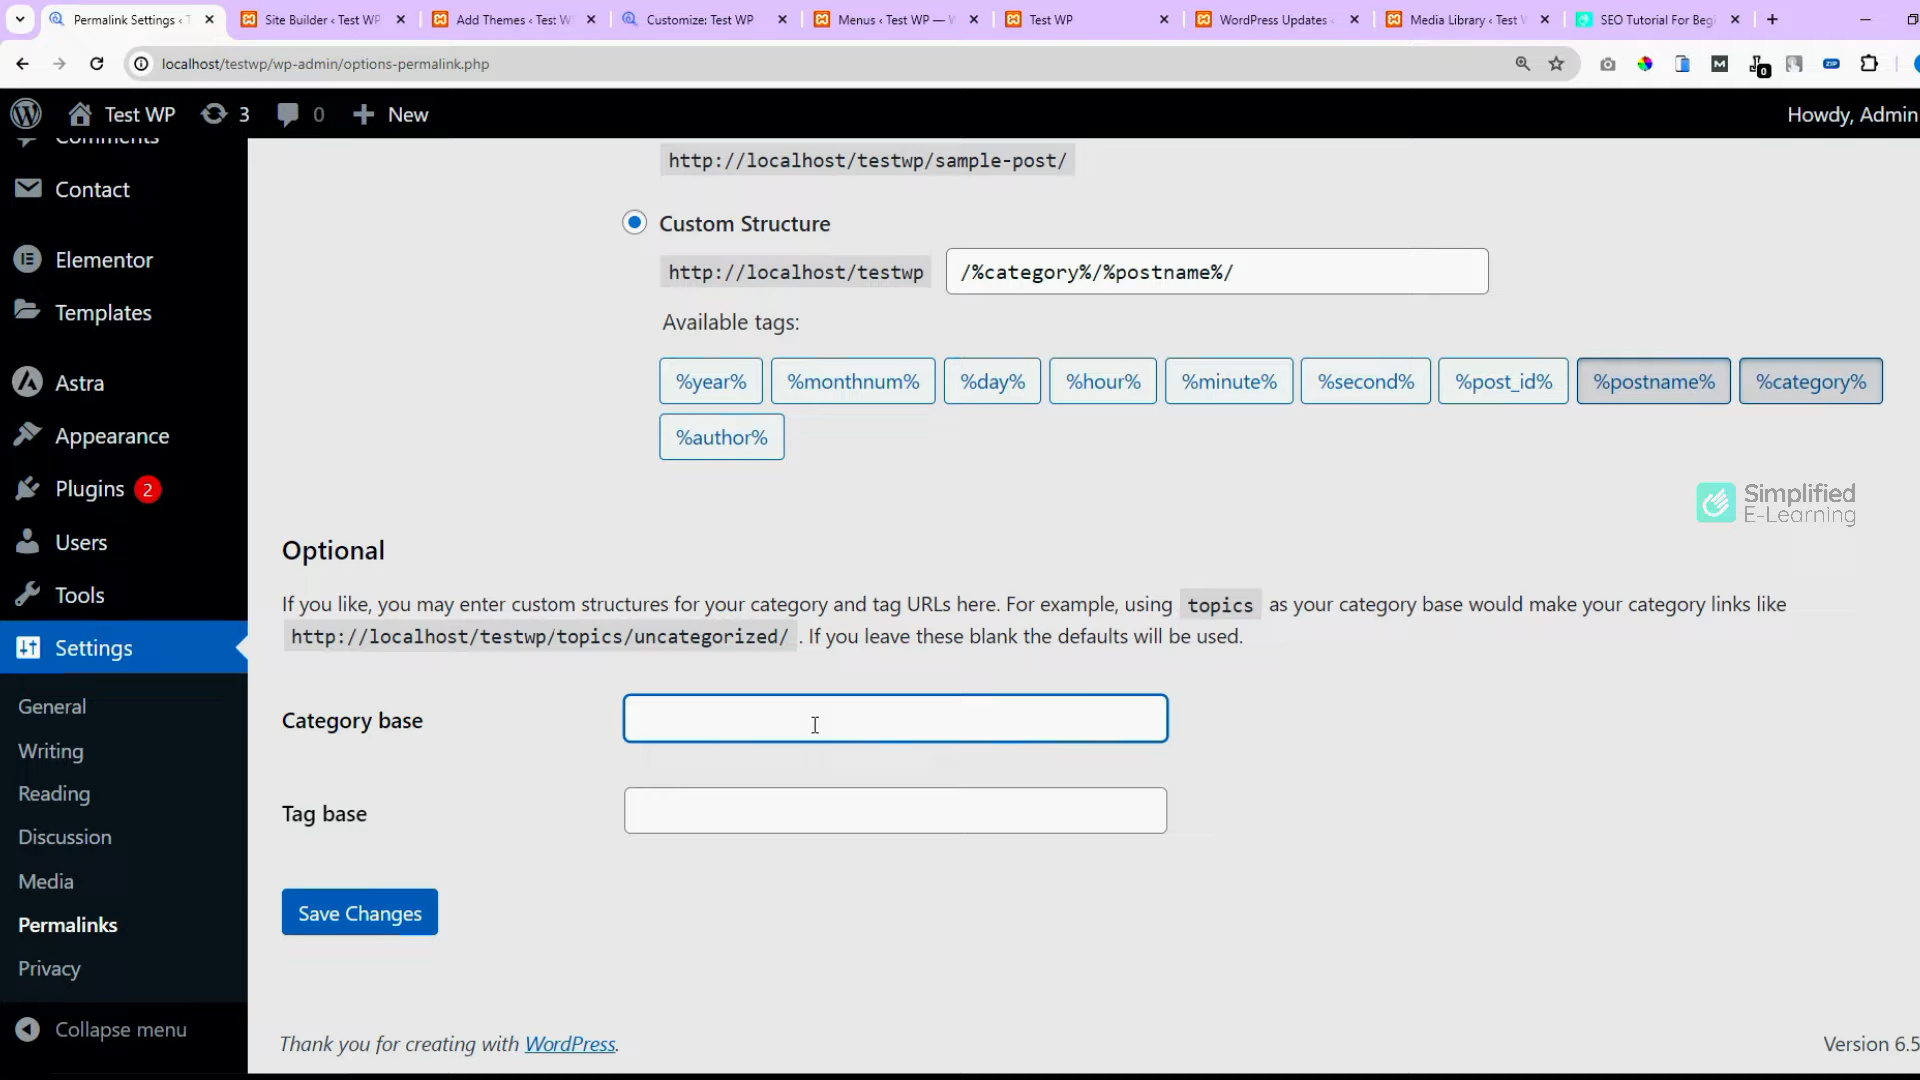 Permalink Settings ‹ T
Site Builder ‹ Test WP
Add Themes ‹ Test W
Customize: Test WP
Menus ‹ Test WP —
Test WP
WordPress Updates ‹
Media Library ‹ Test W
SEO Tutorial For Begi
localhost/testwp/wp-admin/options-permalink.php
Test WP
3
0
New
Howdy, Admin
Comments
Contact
Elementor
Templates
Astra
Appearance
Plugins 2
Users
Tools
Settings
General
Writing
Reading
Discussion
Media
Permalinks
Privacy
Collapse menu
http://localhost/testwp/sample-post/
Custom Structure
http://localhost/testwp /%category%/%postname%/
Available tags:
%year% %monthnum% %day% %hour% %minute% %second% %post_id% %postname% %category%
%author%
Simplified
E-Learning
Optional
If you like, you may enter custom structures for your category and tag URLs here. For example, using topics as your category base would make your category links like
http://localhost/testwp/topics/uncategorized/ . If you leave these blank the defaults will be used.
Category base
Tag base
Save Changes
Thank you for creating with WordPress.
Version 6.5